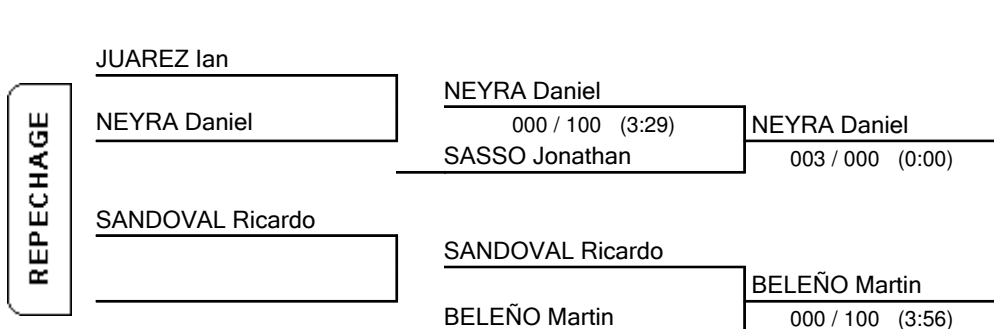 REPECHAGE
JUAREZ Ian
NEYRA Daniel
SANDOVAL Ricardo
NEYRA Daniel
000 / 100 (3:29)
SASSO Jonathan
SANDOVAL Ricardo
BELEÑO Martin
NEYRA Daniel
003 / 000 (0:00)
BELEÑO Martin
000 / 100 (3:56)